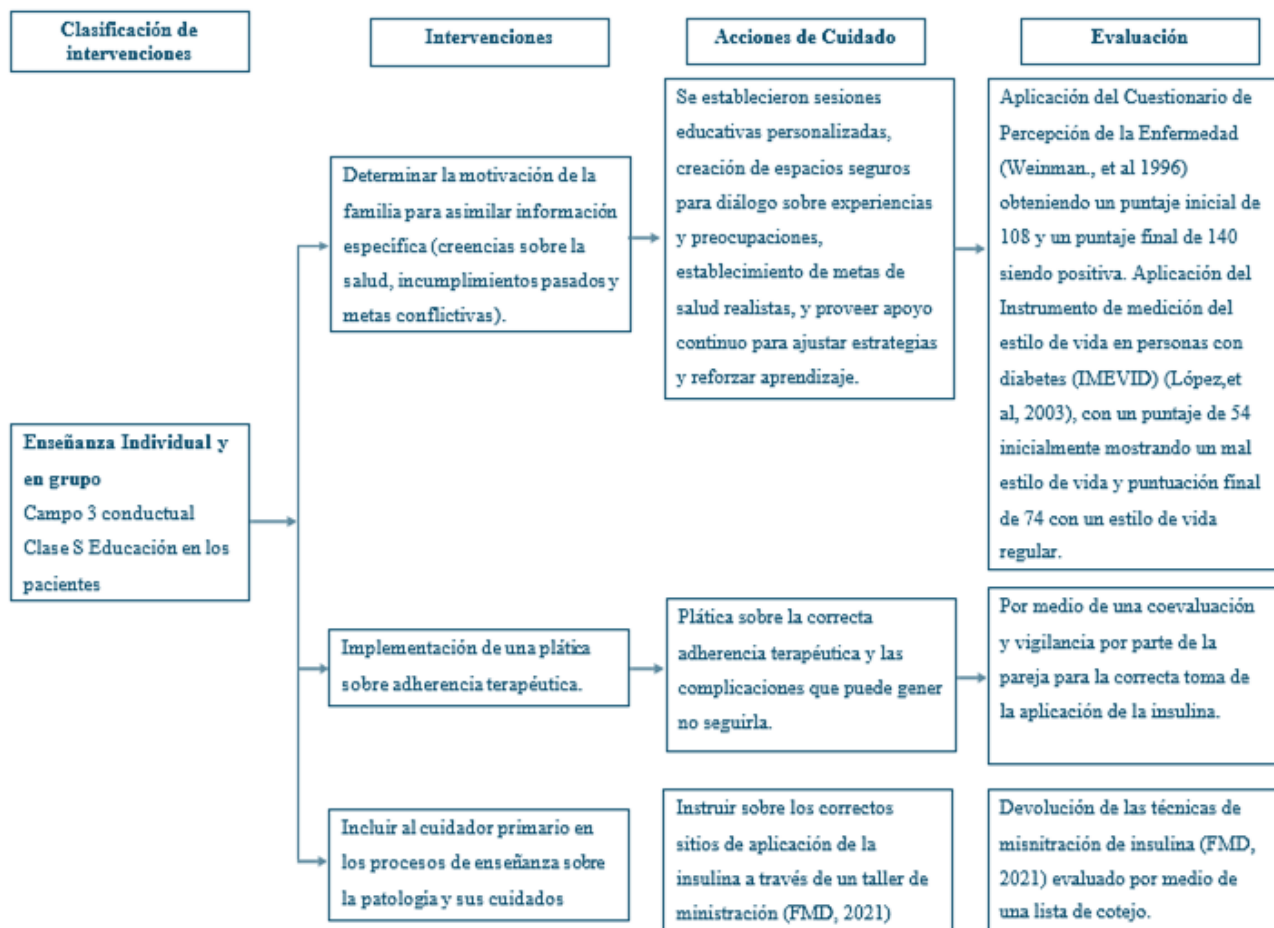 Clasificación de
intervenciones
Intervenciones
Acciones de Cuidado
Evaluación
Enseñanza Individual y
en grupo
Campo 3 conductual
Clase S Educación en los
pacientes
Determinar la motivación de la
familia para asimilar información
específica (creencias sobre la
salud, incumplimientos pasados y
metas conflictivas).
Se establecieron sesiones
educativas personalizadas,
creación de espacios seguros
para diálogo sobre experiencias
y preocupaciones,
establecimiento de metas de
salud realistas, y proveer apoyo
continuo para ajustar estrategias
y reforzar aprendizaje.
Aplicación del Cuestionario de
Percepción de la Enfermedad
(Weinman., et al 1996)
obteniendo un puntaje inicial de
108 y un puntaje final de 140
siendo positiva. Aplicación del
Instrumento de medición del
estilo de vida en personas con
diabetes (IMEVID) (López,et
al, 2003), con un puntaje de 54
inicialmente mostrando un mal
estilo de vida y puntuación final
de 74 con un estilo de vida
regular.
Implementación de una plática
sobre adherencia terapéutica.
Plática sobre la correcta
adherencia terapéutica y las
complicaciones que puede gener
no seguirla.
Por medio de una coevaluación
y vigilancia por parte de la
pareja para la correcta toma de
la aplicación de la insulina.
Incluir al cuidador primario en
los procesos de enseñanza sobre
la patología y sus cuidados
Instruir sobre los correctos
sitios de aplicación de la
insulina a través de un taller de
ministración (FMD, 2021)
Devolución de las técnicas de
misnitración de insulina (FMD,
2021) evaluado por medio de
una lista de cotejo.